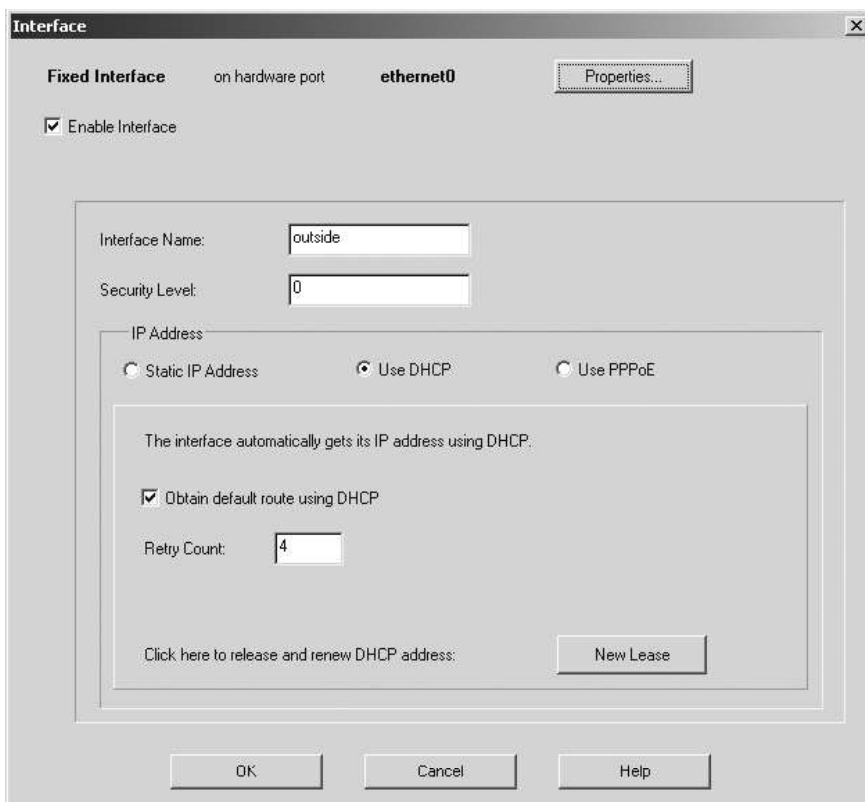 Interface
Fixed Interface on hardware port ethernet0 Properties...
Enable Interface
Interface Name: outside
Security Level: 0
IP Address
Static IP Address Use DHCP Use PPPoE
The interface automatically gets its IP address using DHCP.
Obtain default route using DHCP
Retry Count: 4
Click here to release and renew DHCP address: New Lease
OK Cancel Help